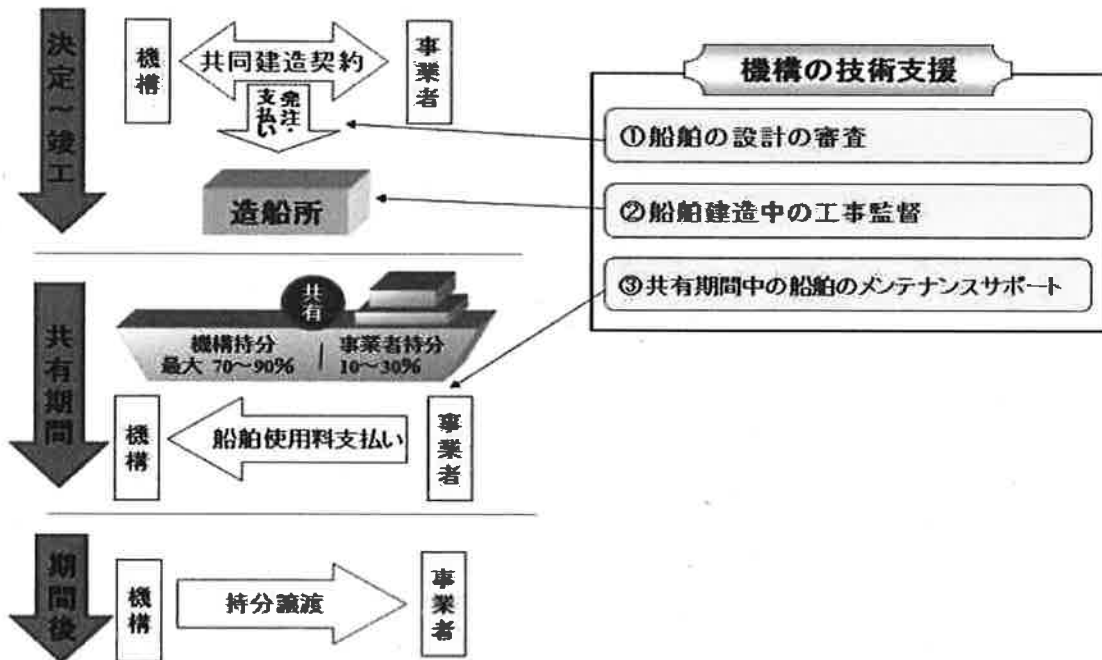 決定～竣工
機構
共同建造契約
事業者
発注・
支払い
造船所
機構の技術支援
①船舶の設計の審査
②船舶建造中の工事監督
③共有期間中の船舶のメンテナンスサポート
共有期間
共有
機構持分
最大 70～90%
事業者持分
10～30%
機構
船舶使用料支払い
事業者
期間後
機構
持分譲渡
事業者